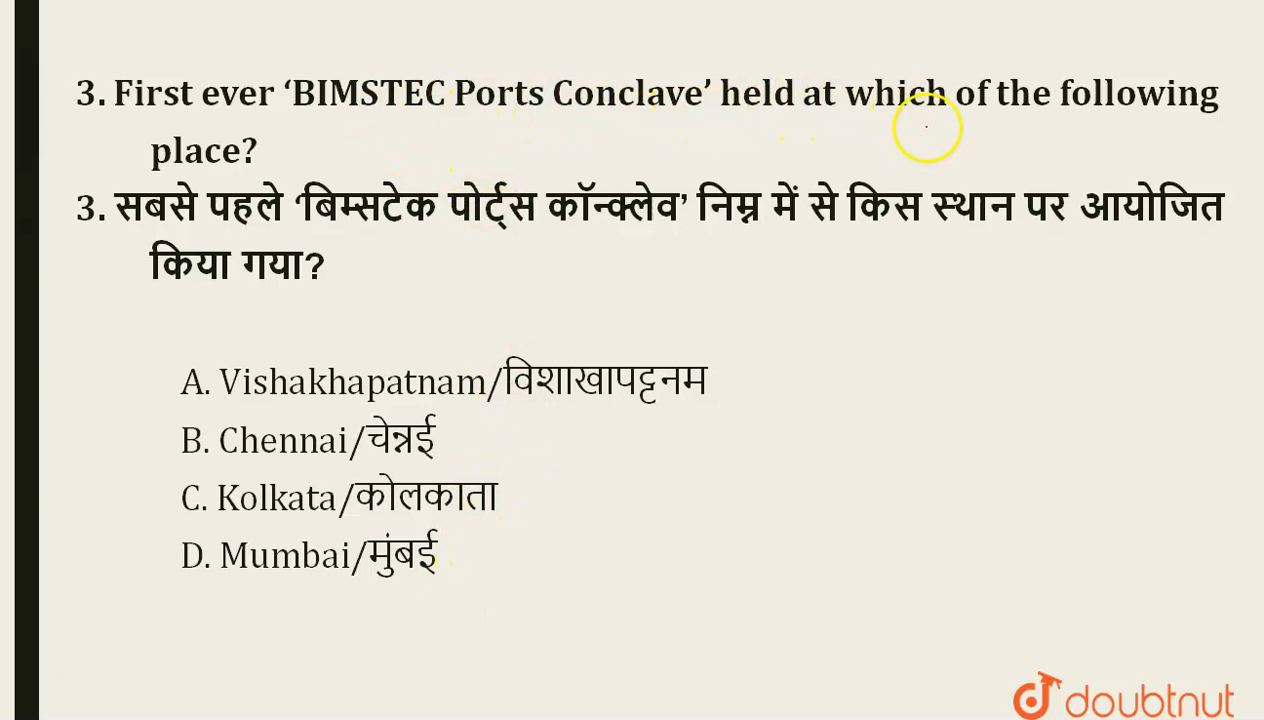 3. First ever ‘BIMSTEC Ports Conclave’ held at which of the following
place?
3. सबसे पहले ‘बिम्सटेक पोर्ट्स कॉन्क्लेव’ निम्न में से किस स्थान पर आयोजित
किया गया?
A. Vishakhapatnam/विशाखापट्टनम
B. Chennai/चेन्नई
C. Kolkata/कोलकाता
D. Mumbai/मुंबई
doubtnut